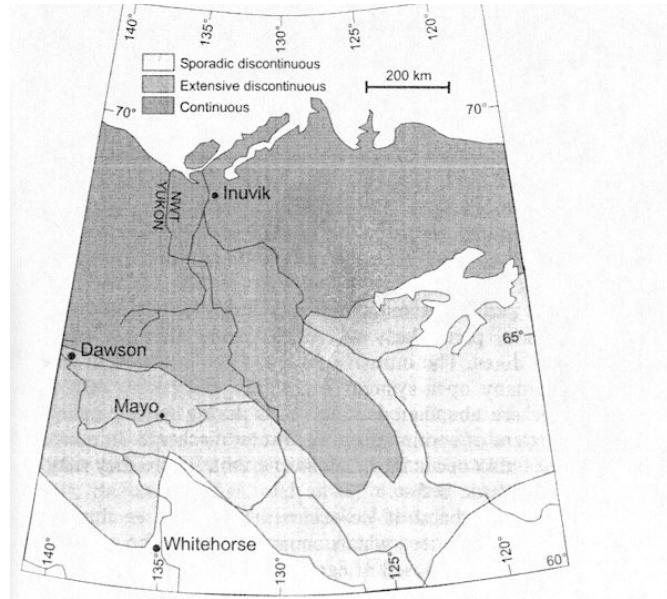 140°
135°
130°
125°
120°
Sporadic discontinuous
Extensive discontinuous
Continuous
200 km
70°
70°
Inuvik
NWT
YUKON
65°
Dawson
Mayo
Whitehorse
140°
135°
130°
125°
120°
60°